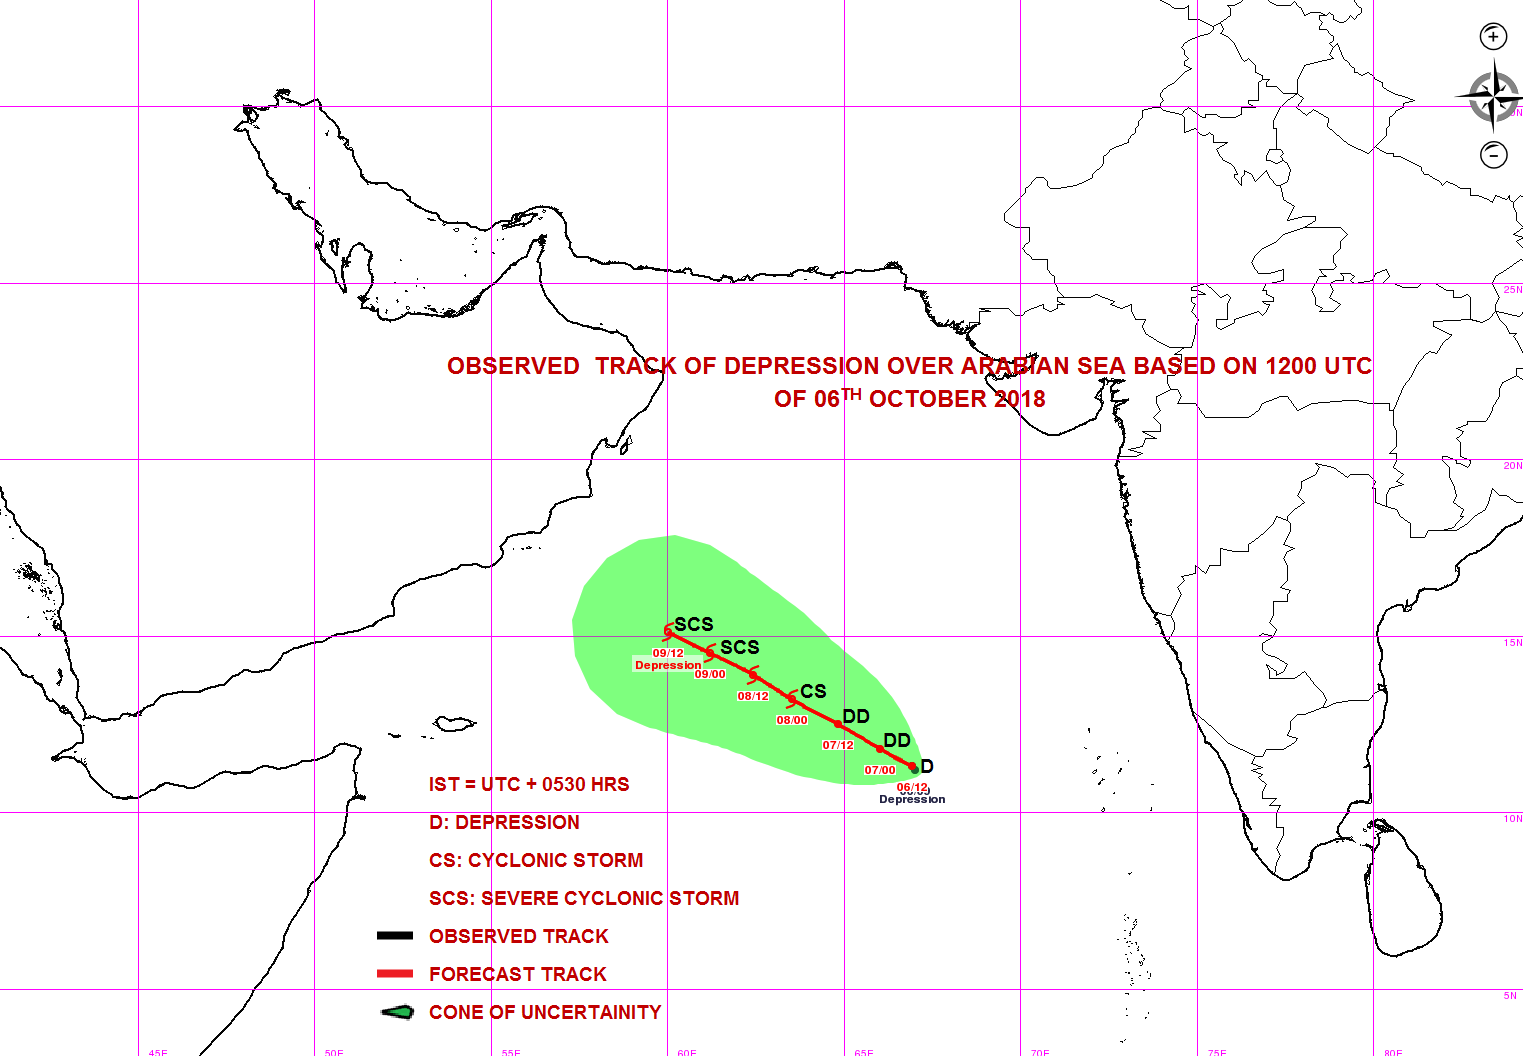 OBSERVED TRACK OF DEPRESSION OVER ARABIAN SEA BASED ON 1200 UTC
OF 06TH OCTOBER 2018
25N
20N
SCS
15N
SCS
09/12
Depression
09/00
CS
08/12
DD
08/00
DD
07/12
D
07/00
06/12
Depression
10N
IST = UTC + 0530 HRS
D: DEPRESSION
CS: CYCLONIC STORM
SCS: SEVERE CYCLONIC STORM
OBSERVED TRACK
FORECAST TRACK
5N
CONE OF UNCERTAINITY
45E 50E 55E 60E 65E 70E 75E 80E